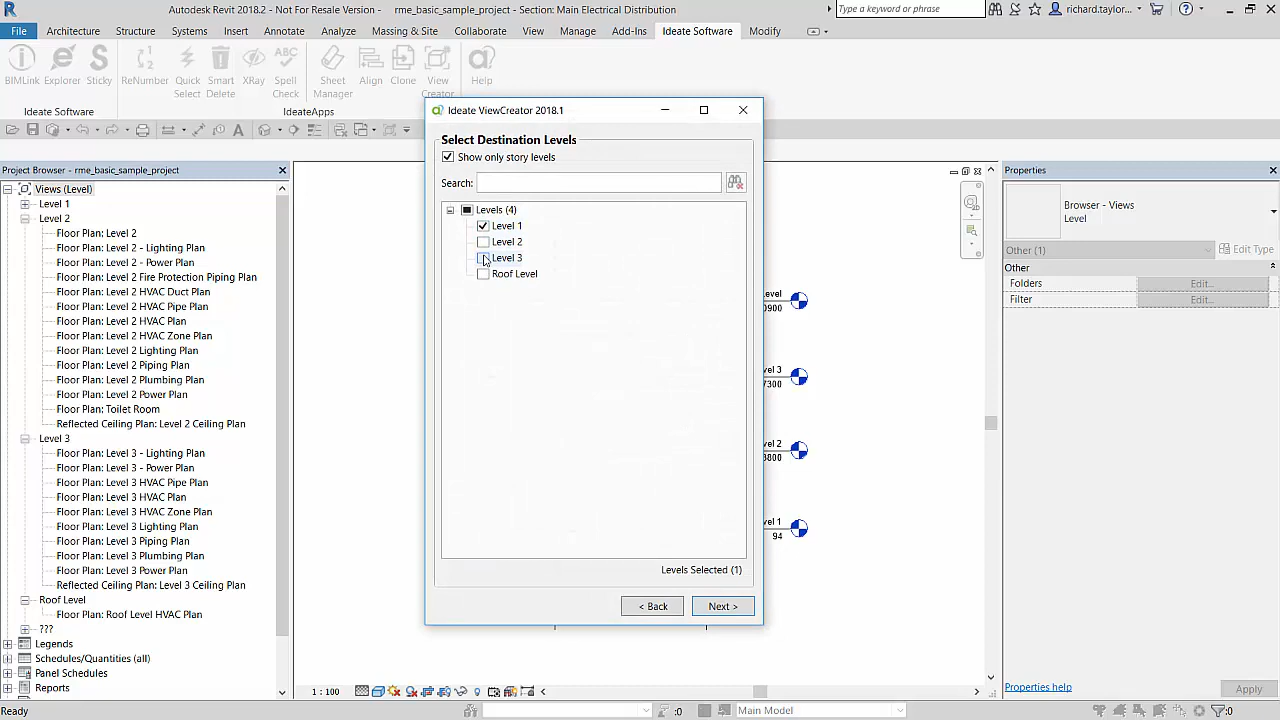 Autodesk Revit 2018.2 - Not For Resale Version - rme_basic_sample_project - Section: Main Electrical Distribution
Type a keyword or phrase
richard.taylor...
File Architecture Structure Systems Insert Annotate Analyze Massing & Site Collaborate View Manage Add-Ins Ideate Software Modify
BIMLink Explorer Sticky ReNumber Quick Select Smart Delete XRay Spell Check Sheet Manager Align Clone View Creator Help
Ideate Software
IdeateApps
Project Browser - rme_basic_sample_project
Views (Level)
Level 1
Level 2
Floor Plan: Level 2
Floor Plan: Level 2 - Lighting Plan
Floor Plan: Level 2 - Power Plan
Floor Plan: Level 2 Fire Protection Piping Plan
Floor Plan: Level 2 HVAC Duct Plan
Floor Plan: Level 2 HVAC Pipe Plan
Floor Plan: Level 2 HVAC Plan
Floor Plan: Level 2 HVAC Zone Plan
Floor Plan: Level 2 Lighting Plan
Floor Plan: Level 2 Piping Plan
Floor Plan: Level 2 Plumbing Plan
Floor Plan: Level 2 Power Plan
Floor Plan: Toilet Room
Reflected Ceiling Plan: Level 2 Ceiling Plan
Level 3
Floor Plan: Level 3 - Lighting Plan
Floor Plan: Level 3 - Power Plan
Floor Plan: Level 3 HVAC Pipe Plan
Floor Plan: Level 3 HVAC Plan
Floor Plan: Level 3 HVAC Zone Plan
Floor Plan: Level 3 Lighting Plan
Floor Plan: Level 3 Piping Plan
Floor Plan: Level 3 Plumbing Plan
Floor Plan: Level 3 Power Plan
Reflected Ceiling Plan: Level 3 Ceiling Plan
Roof Level
Floor Plan: Roof Level HVAC Plan
???
Legends
Schedules/Quantities (all)
Panel Schedules
Reports
Ideate ViewCreator 2018.1
Select Destination Levels
Show only story levels
Search:
Levels (4)
Level 1
Level 2
Level 3
Roof Level
Levels Selected (1)
< Back
Next >
Level
0900
vel 3
7300
vel 2
3800
vel 1
94
Properties
Browser - Views
Level
Other (1)
Edit Type
Other
Folders Edit...
Filter Edit...
Properties help
Apply
1 : 100
Ready
:0
Main Model
:0